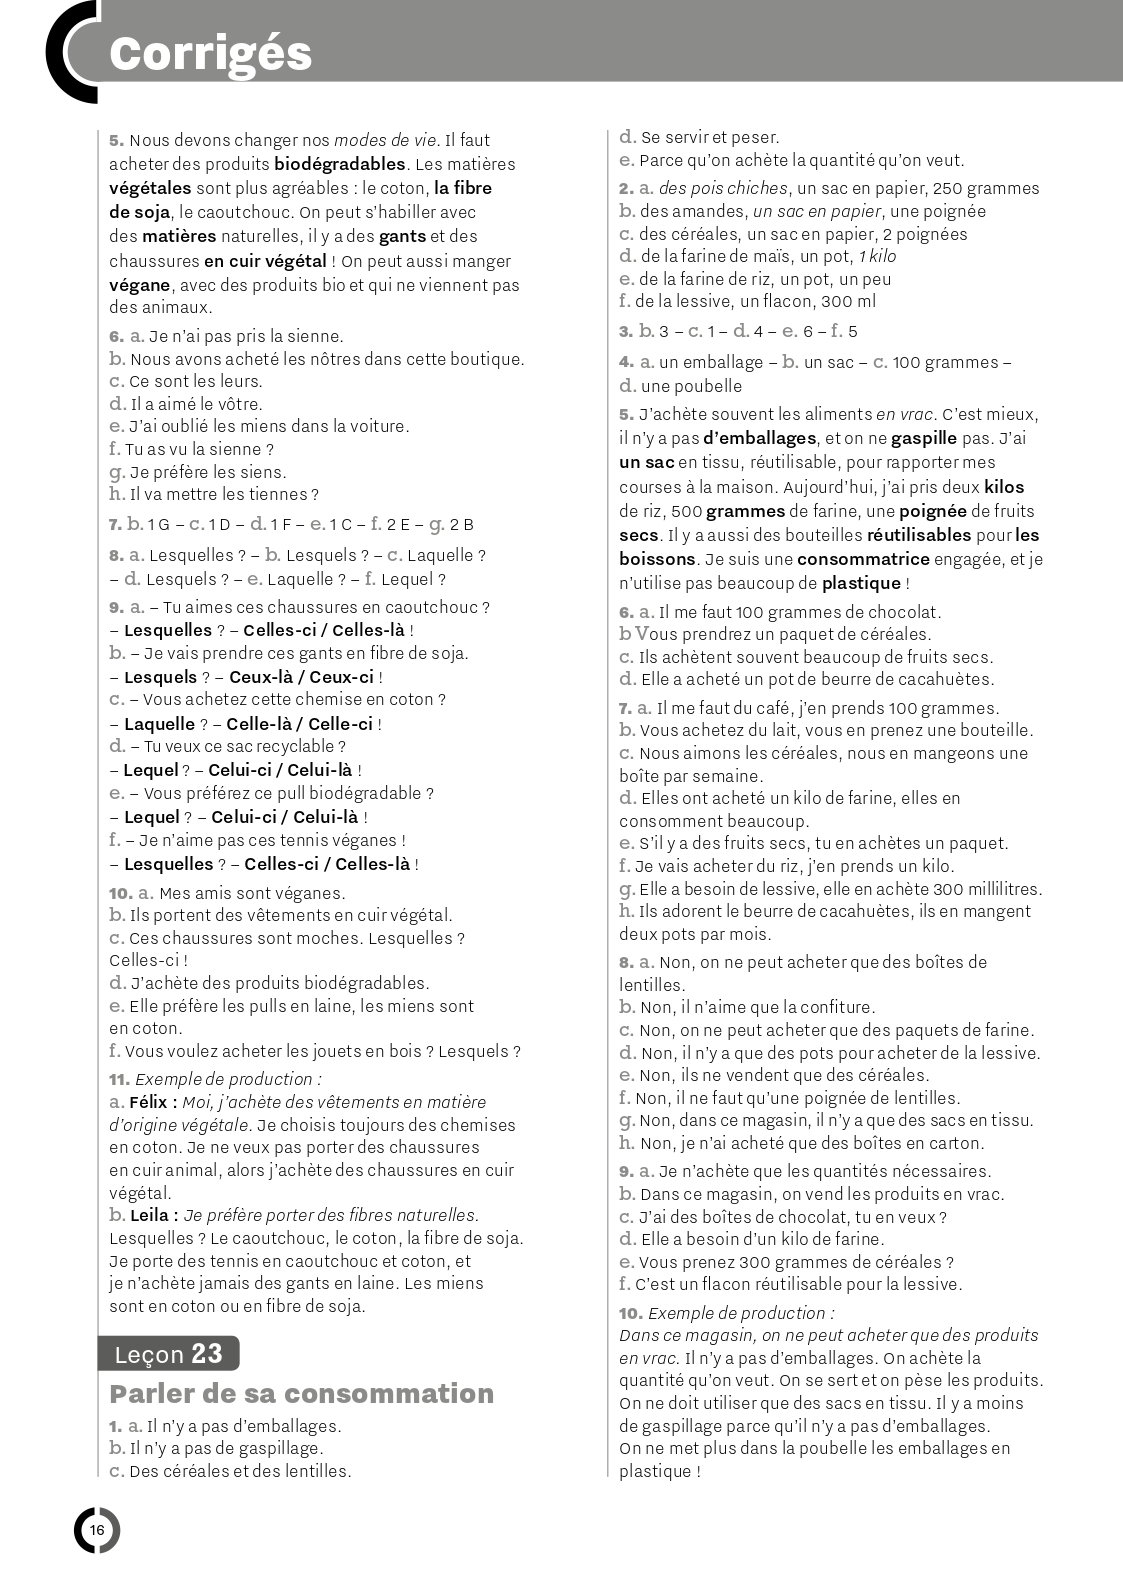 Corrigés
5. Nous devons changer nos modes de vie. Il faut
acheter des produits biodégradables. Les matières
végétales sont plus agréables : le coton, la fibre
de soja, le caoutchouc. On peut s’habiller avec
des matières naturelles, il y a des gants et des
chaussures en cuir végétal ! On peut aussi manger
végane, avec des produits bio et qui ne viennent pas
des animaux.
6. a. Je n’ai pas pris la sienne.
b. Nous avons acheté les nôtres dans cette boutique.
c. Ce sont les leurs.
d. Il a aimé le vôtre.
e. J’ai oublié les miens dans la voiture.
f. Tu as vu la sienne ?
g. Je préfère les siens.
h. Il va mettre les tiennes ?
7. b. 1 G – c. 1 D – d. 1 F – e. 1 C – f. 2 E – g. 2 B
8. a. Lesquelles ? – b. Lesquels ? – c. Laquelle ?
– d. Lesquels ? – e. Laquelle ? – f. Lequel ?
9. a. – Tu aimes ces chaussures en caoutchouc ?
– Lesquelles ? – Celles-ci / Celles-là !
b. – Je vais prendre ces gants en fibre de soja.
– Lesquels ? – Ceux-là / Ceux-ci !
c. – Vous achetez cette chemise en coton ?
– Laquelle ? – Celle-là / Celle-ci !
d. – Tu veux ce sac recyclable ?
– Lequel ? – Celui-ci / Celui-là !
e. – Vous préférez ce pull biodégradable ?
– Lequel ? – Celui-ci / Celui-là !
f. – Je n’aime pas ces tennis véganes !
– Lesquelles ? – Celles-ci / Celles-là !
10. a. Mes amis sont véganes.
b. Ils portent des vêtements en cuir végétal.
c. Ces chaussures sont moches. Lesquelles ?
Celles-ci !
d. J’achète des produits biodégradables.
e. Elle préfère les pulls en laine, les miens sont
en coton.
f. Vous voulez acheter les jouets en bois ? Lesquels ?
11. Exemple de production :
a. Félix : Moi, j’achète des vêtements en matière
d’origine végétale. Je choisis toujours des chemises
en coton. Je ne veux pas porter des chaussures
en cuir animal, alors j’achète des chaussures en cuir
végétal.
b. Leila : Je préfère porter des fibres naturelles.
Lesquelles ? Le caoutchouc, le coton, la fibre de soja.
Je porte des tennis en caoutchouc et coton, et
je n’achète jamais des gants en laine. Les miens
sont en coton ou en fibre de soja.
Leçon 23
Parler de sa consommation
1. a. Il n’y a pas d’emballages.
b. Il n’y a pas de gaspillage.
c. Des céréales et des lentilles.
d. Se servir et peser.
e. Parce qu’on achète la quantité qu’on veut.
2. a. des pois chiches, un sac en papier, 250 grammes
b. des amandes, un sac en papier, une poignée
c. des céréales, un sac en papier, 2 poignées
d. de la farine de maïs, un pot, 1 kilo
e. de la farine de riz, un pot, un peu
f. de la lessive, un flacon, 300 ml
3. b. 3 – c. 1 – d. 4 – e. 6 – f. 5
4. a. un emballage – b. un sac – c. 100 grammes –
d. une poubelle
5. J’achète souvent les aliments en vrac. C’est mieux,
il n’y a pas d’emballages, et on ne gaspille pas. J’ai
un sac en tissu, réutilisable, pour rapporter mes
courses à la maison. Aujourd’hui, j’ai pris deux kilos
de riz, 500 grammes de farine, une poignée de fruits
secs. Il y a aussi des bouteilles réutilisables pour les
boissons. Je suis une consommatrice engagée, et je
n’utilise pas beaucoup de plastique !
6. a. Il me faut 100 grammes de chocolat.
b Vous prendrez un paquet de céréales.
c. Ils achètent souvent beaucoup de fruits secs.
d. Elle a acheté un pot de beurre de cacahuètes.
7. a. Il me faut du café, j’en prends 100 grammes.
b. Vous achetez du lait, vous en prenez une bouteille.
c. Nous aimons les céréales, nous en mangeons une
boîte par semaine.
d. Elles ont acheté un kilo de farine, elles en
consomment beaucoup.
e. S’il y a des fruits secs, tu en achètes un paquet.
f. Je vais acheter du riz, j’en prends un kilo.
g. Elle a besoin de lessive, elle en achète 300 millilitres.
h. Ils adorent le beurre de cacahuètes, ils en mangent
deux pots par mois.
8. a. Non, on ne peut acheter que des boîtes de
lentilles.
b. Non, il n’aime que la confiture.
c. Non, on ne peut acheter que des paquets de farine.
d. Non, il n’y a que des pots pour acheter de la lessive.
e. Non, ils ne vendent que des céréales.
f. Non, il ne faut qu’une poignée de lentilles.
g. Non, dans ce magasin, il n’y a que des sacs en tissu.
h. Non, je n’ai acheté que des boîtes en carton.
9. a. Je n’achète que les quantités nécessaires.
b. Dans ce magasin, on vend les produits en vrac.
c. J’ai des boîtes de chocolat, tu en veux ?
d. Elle a besoin d’un kilo de farine.
e. Vous prenez 300 grammes de céréales ?
f. C’est un flacon réutilisable pour la lessive.
10. Exemple de production :
Dans ce magasin, on ne peut acheter que des produits
en vrac. Il n’y a pas d’emballages. On achète la
quantité qu’on veut. On se sert et on pèse les produits.
On ne doit utiliser que des sacs en tissu. Il y a moins
de gaspillage parce qu’il n’y a pas d’emballages.
On ne met plus dans la poubelle les emballages en
plastique !
16